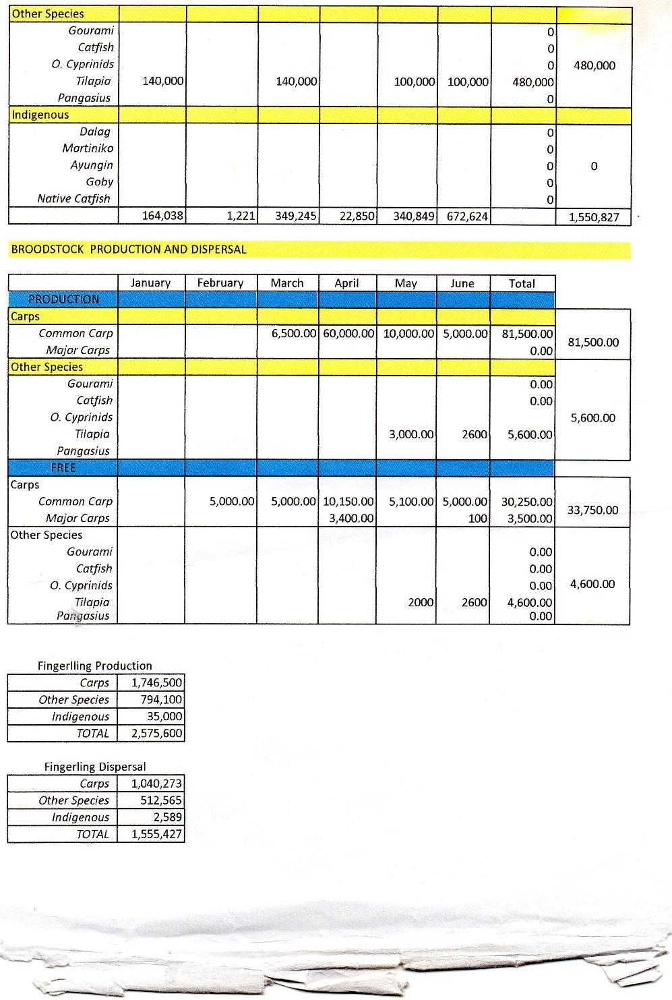 Other Species
Gourami 0
Catfish 0
O. Cyprinids 0 480,000
Tilapia 140,000 140,000 100,000 100,000 480,000
Pangasius 0
Indigenous
Dalag 0
Martiniko 0
Ayungin 0 0
Goby 0
Native Catfish 0
164,038 1,221 349,245 22,850 340,849 672,624 1,550,827
BROODSTOCK PRODUCTION AND DISPERSAL
January February March April May June Total
PRODUCTION
Carps
Common Carp 6,500.00 60,000.00 10,000.00 5,000.00 81,500.00 81,500.00
Major Carps 0.00
Other Species
Gourami 0.00
Catfish 0.00
O. Cyprinids 5,600.00
Tilapia 3,000.00 2600 5,600.00
Pangasius
FREE
Carps
Common Carp 5,000.00 5,000.00 10,150.00 5,100.00 5,000.00 30,250.00 33,750.00
Major Carps 3,400.00 100 3,500.00
Other Species
Gourami 0.00
Catfish 0.00
O. Cyprinids 0.00 4,600.00
Tilapia 2000 2600 4,600.00
Pangasius 0.00
Fingerlling Production
Carps 1,746,500
Other Species 794,100
Indigenous 35,000
TOTAL 2,575,600
Fingerling Dispersal
Carps 1,040,273
Other Species 512,565
Indigenous 2,589
TOTAL 1,555,427